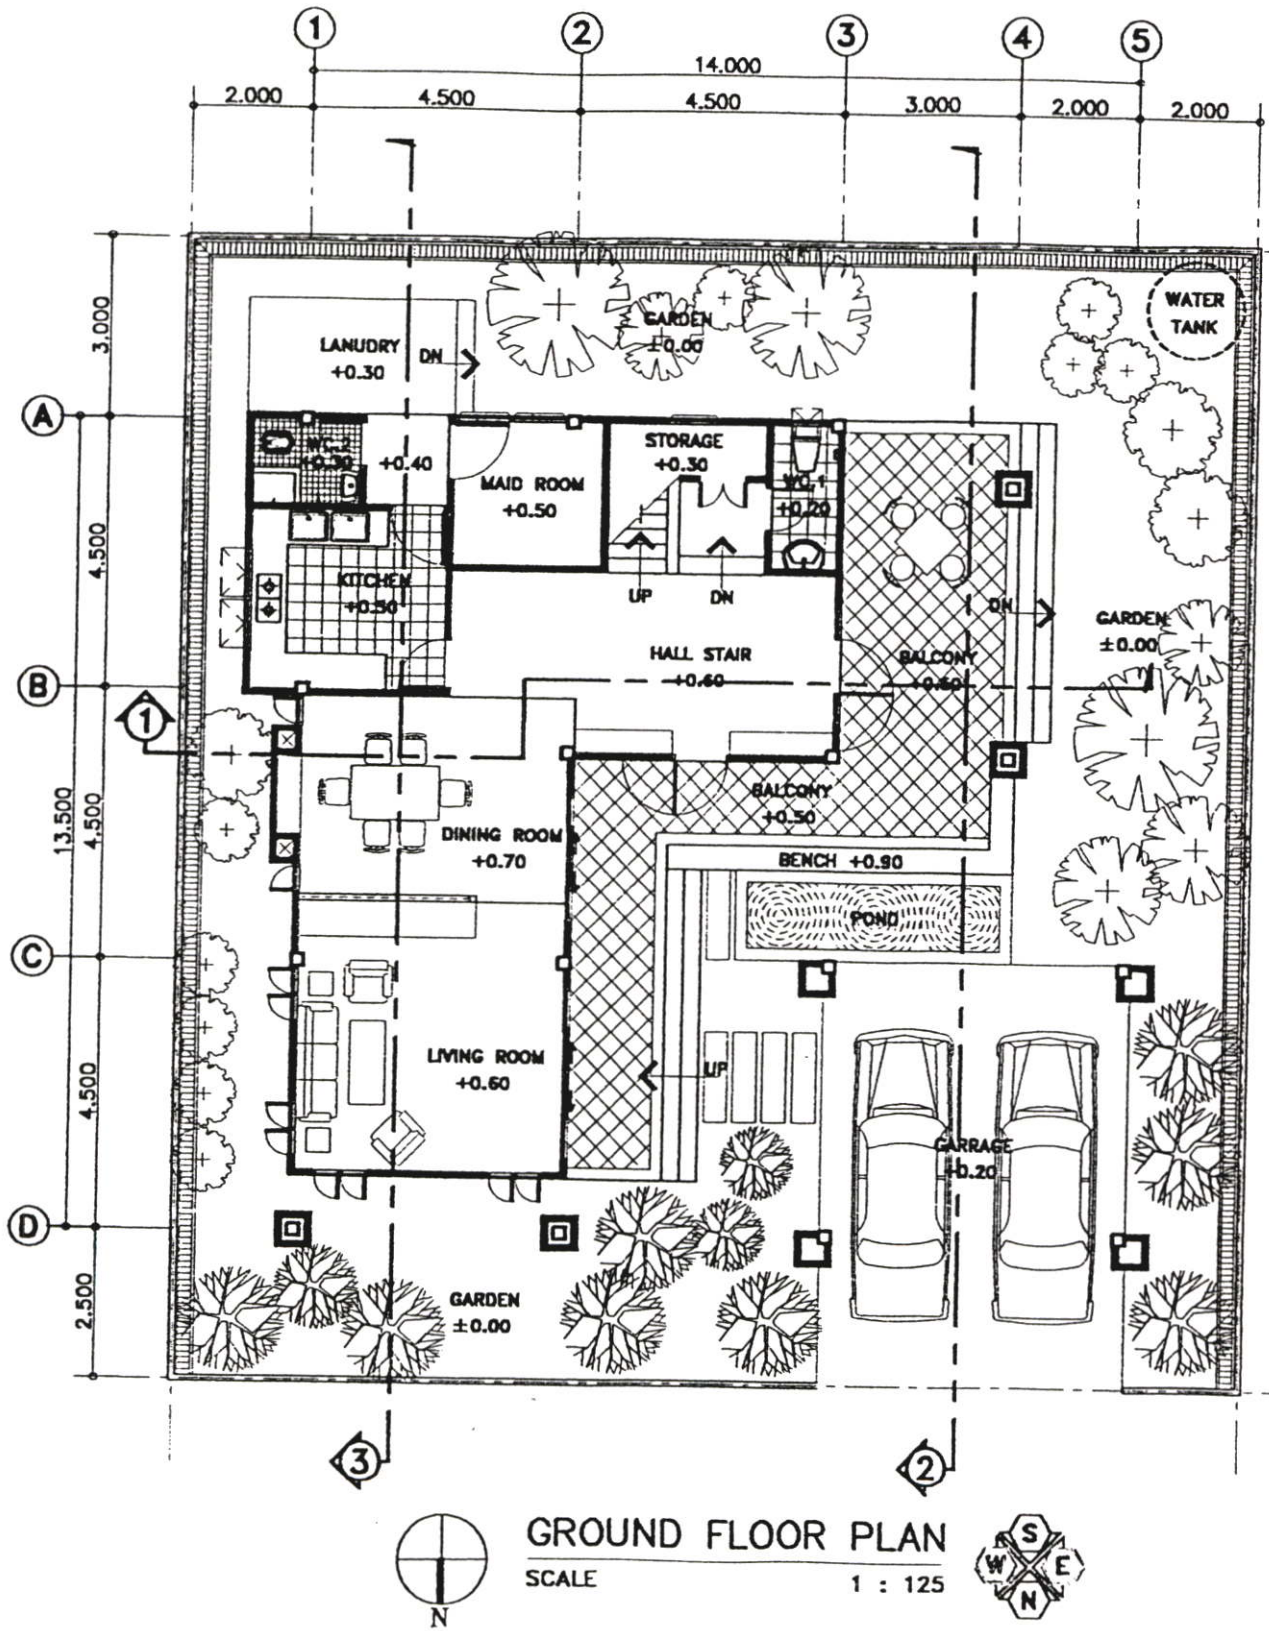 1
2
3
4
5
14.000
2.000
4.500
4.500
3.000
2.000
2.000
3.000
4.500
13.500
4.500
4.500
2.500
A
B
C
D
WATER
TANK
GARDEN
±0.00
LANUDRY
+0.30
DN
WC.2
+0.30
+0.40
MAID ROOM
+0.50
STORAGE
+0.30
WC.1
+0.20
KITCHEN
+0.50
UP
DN
HALL STAIR
+0.60
DN
BALCONY
+0.50
GARDEN
±0.00
1
BALCONY
+0.50
DINING ROOM
+0.70
BENCH +0.90
POND
LIVING ROOM
+0.60
UP
GARRAGE
+0.20
GARDEN
±0.00
3
2
GROUND FLOOR PLAN
SCALE 1 : 125
N
S
W
E
N